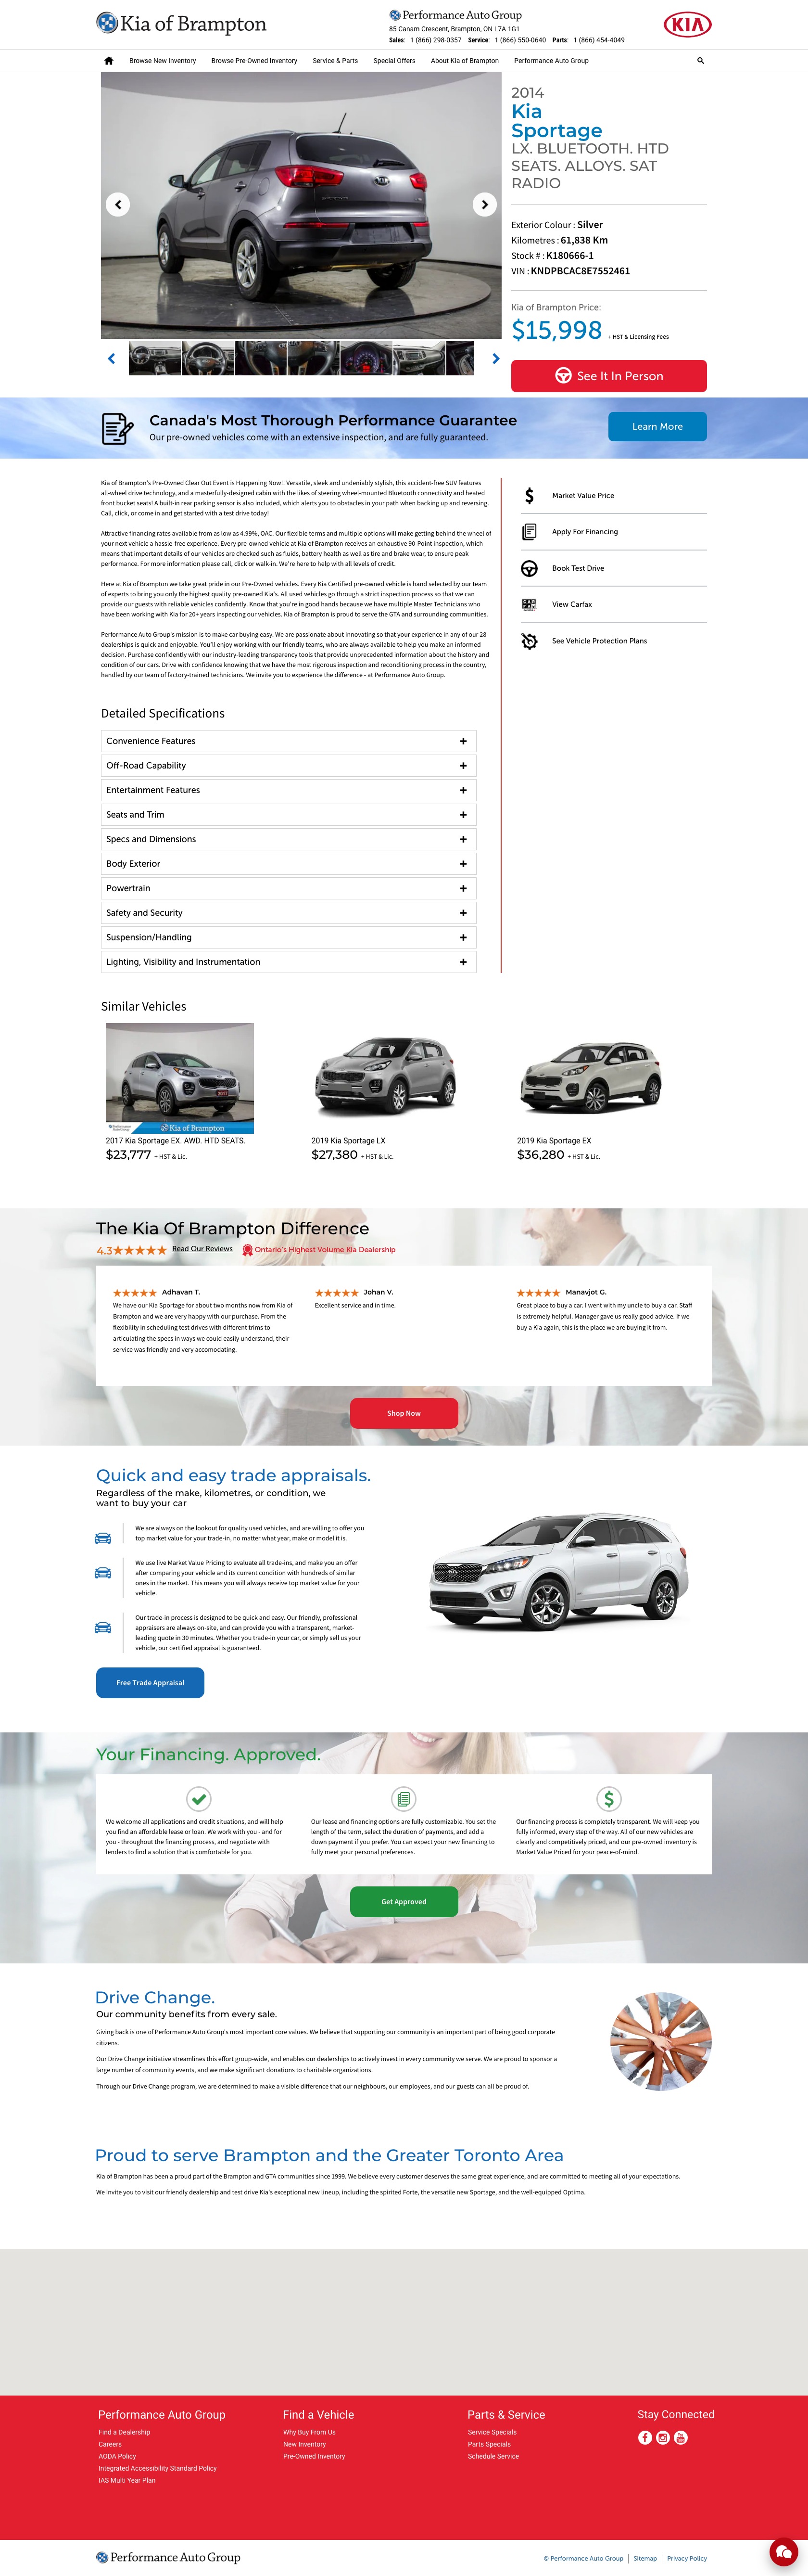 Kia of Brampton
Performance Auto Group
85 Canam Crescent, Brampton, ON L7A 1G1
Sales: 1 (866) 298-0357 Service: 1 (866) 550-0640 Parts: 1 (866) 454-4049
KIA
Browse New Inventory Browse Pre-Owned Inventory Service & Parts Special Offers About Kia of Brampton Performance Auto Group
2014
Kia
Sportage
LX. BLUETOOTH. HTD
SEATS. ALLOYS. SAT
RADIO
Exterior Colour : Silver
Kilometres : 61,838 Km
Stock # : K180666-1
VIN : KNDPBCAC8E7552461
Kia of Brampton Price:
$15,998 + HST & Licensing Fees
See It In Person
Canada's Most Thorough Performance Guarantee
Our pre-owned vehicles come with an extensive inspection, and are fully guaranteed.
Learn More
Kia of Brampton's Pre-Owned Clear Out Event is Happening Now!! Versatile, sleek and undeniably stylish, this accident-free SUV features
all-wheel drive technology, and a masterfully-designed cabin with the likes of steering wheel-mounted Bluetooth connectivity and heated
front bucket seats! A built-in rear parking sensor is also included, which alerts you to obstacles in your path when backing up and reversing.
Call, click, or come in today and get started with a test drive today!
Attractive financing rates available from as low as 4.99%, OAC. Our flexible terms and multiple options will make getting behind the wheel of
your next vehicle a hassle-free experience. Every pre-owned vehicle at Kia of Brampton receives an exhaustive 90-Point inspection, which
means that important details of our vehicles are checked such as fluids, battery health as well as tire and brake wear, to ensure peak
performance. For more information please call, click or walk-in. We're here to help with all levels of credit.
Here at Kia of Brampton we take great pride in our Pre-Owned vehicles. Every Kia Certified pre-owned vehicle is hand selected by our team
of experts to bring you only the highest quality pre-owned Kia's. All used vehicles go through a strict inspection process so that we can
provide our guests with reliable vehicles confidently. Know that you're in good hands because we have multiple Master Technicians who
have been working with Kia for 20+ years inspecting our vehicles. Kia of Brampton is proud to serve the GTA and surrounding communities.
Performance Auto Group's mission is to make car buying easy. We are passionate about innovating so that your experience in any of our 28
dealerships is quick and enjoyable. You'll enjoy working with our friendly teams, who are always available to help you make an informed
decision. Purchase confidently with our industry-leading transparency tools that provide unprecedented information about the history and
condition of our cars. Drive with confidence knowing that we have the most rigorous inspection and reconditioning process in the country,
handled by our team of factory-trained technicians. We invite you to experience the difference - at Performance Auto Group.
Market Value Price
Apply For Financing
Book Test Drive
View Carfax
See Vehicle Protection Plans
Detailed Specifications
Convenience Features
Off-Road Capability
Entertainment Features
Seats and Trim
Specs and Dimensions
Body Exterior
Powertrain
Safety and Security
Suspension/Handling
Lighting, Visibility and Instrumentation
Similar Vehicles
Kia of Brampton
2017 Kia Sportage EX. AWD. HTD SEATS.
$23,777 + HST & Lic.
2019 Kia Sportage LX
$27,380 + HST & Lic.
2019 Kia Sportage EX
$36,280 + HST & Lic.
The Kia Of Brampton Difference
4.3 Read Our Reviews Ontario's Highest Volume Kia Dealership
Adhavan T.
We have our Kia Sportage for about two months now from Kia of
Brampton and we are very happy with our purchase. From the
flexibility in scheduling test drives with different trims to
articulating the specs in ways we could easily understand, their
service was friendly and very accomodating.
Johan V.
Excellent service and in time.
Manavjot G.
Great place to buy a car. I went with my uncle to buy a car. Staff
is extremely helpful. Manager gave us really good advice. If we
buy a Kia again, this is the place we are buying it from.
Shop Now
Quick and easy trade appraisals.
Regardless of the make, kilometres, or condition, we
want to buy your car
We are always on the lookout for quality used vehicles, and are willing to offer you
top market value for your trade-in, no matter what year, make or model it is.
We use live Market Value Pricing to evaluate all trade-ins, and make you an offer
after comparing your vehicle and its current condition with hundreds of similar
ones in the market. This means you will always receive top market value for your
vehicle.
Our trade-in process is designed to be quick and easy. Our friendly, professional
appraisers are always on-site, and can provide you with a transparent, market-
leading quote in 30 minutes. Whether you trade-in your car, or simply sell us your
vehicle, our certified appraisal is guaranteed.
Free Trade Appraisal
Your Financing. Approved.
We welcome all applications and credit situations, and will help
you find an affordable lease or loan. We work with you - and for
you - throughout the financing process, and negotiate with
lenders to find a solution that is comfortable for you.
Our lease and financing options are fully customizable. You set the
length of the term, select the duration of payments, and add a
down payment if you prefer. You can expect your new financing to
fully meet your personal preferences.
Our financing process is completely transparent. We will keep you
fully informed, every step of the way. All of our new vehicles are
clearly and competitively priced, and our pre-owned inventory is
Market Value Priced for your peace-of-mind.
Get Approved
Drive Change.
Our community benefits from every sale.
Giving back is one of Performance Auto Group's most important core values. We believe that supporting our community is an important part of being good corporate
citizens.
Our Drive Change initiative streamlines this effort group-wide, and enables our dealerships to actively invest in every community we serve. We are proud to sponsor a
large number of community events, and we make significant donations to charitable organizations.
Through our Drive Change program, we are determined to make a visible difference that our neighbours, our employees, and our guests can all be proud of.
Proud to serve Brampton and the Greater Toronto Area
Kia of Brampton has been a proud part of the Brampton and GTA communities since 1999. We believe every customer deserves the same great experience, and are committed to meeting all of your expectations.
We invite you to visit our friendly dealership and test drive Kia's exceptional new lineup, including the spirited Forte, the versatile new Sportage, and the well-equipped Optima.
Performance Auto Group
Find a Dealership
Careers
AODA Policy
Integrated Accessibility Standard Policy
IAS Multi Year Plan
Find a Vehicle
Why Buy From Us
New Inventory
Pre-Owned Inventory
Parts & Service
Service Specials
Parts Specials
Schedule Service
Stay Connected
Performance Auto Group
© Performance Auto Group Sitemap Privacy Policy